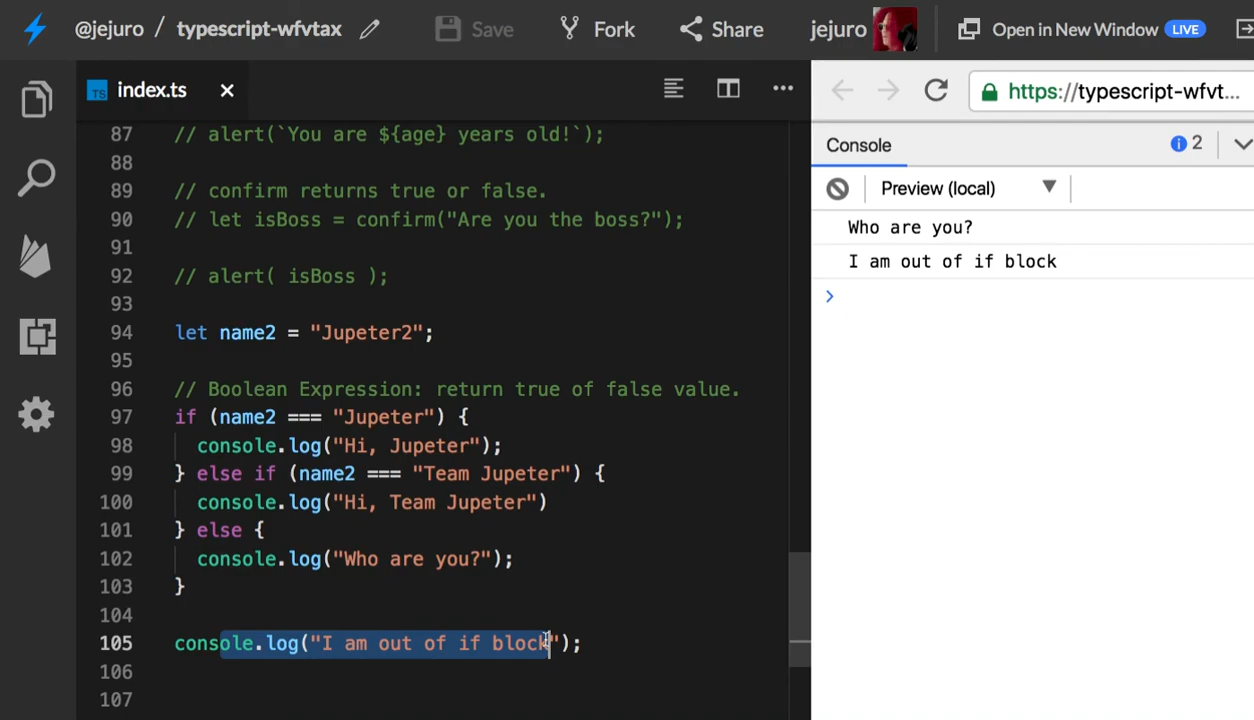 @jejuro / typescript-wfvtax Save Fork Share jejuro Open in New Window LIVE
TS index.ts × ... https://typescript-wfvt...
Console 2
Preview (local)
Who are you?
I am out of if block
>
87 // alert(`You are ${age} years old!`);
88
89 // confirm returns true or false.
90 // let isBoss = confirm("Are you the boss?");
91
92 // alert( isBoss );
93
94 let name2 = "Jupeter2";
95
96 // Boolean Expression: return true of false value.
97 if (name2 === "Jupeter") {
98 console.log("Hi, Jupeter");
99 } else if (name2 === "Team Jupeter") {
100 console.log("Hi, Team Jupeter")
101 } else {
102 console.log("Who are you?");
103 }
104
105 console.log("I am out of if block");
106
107